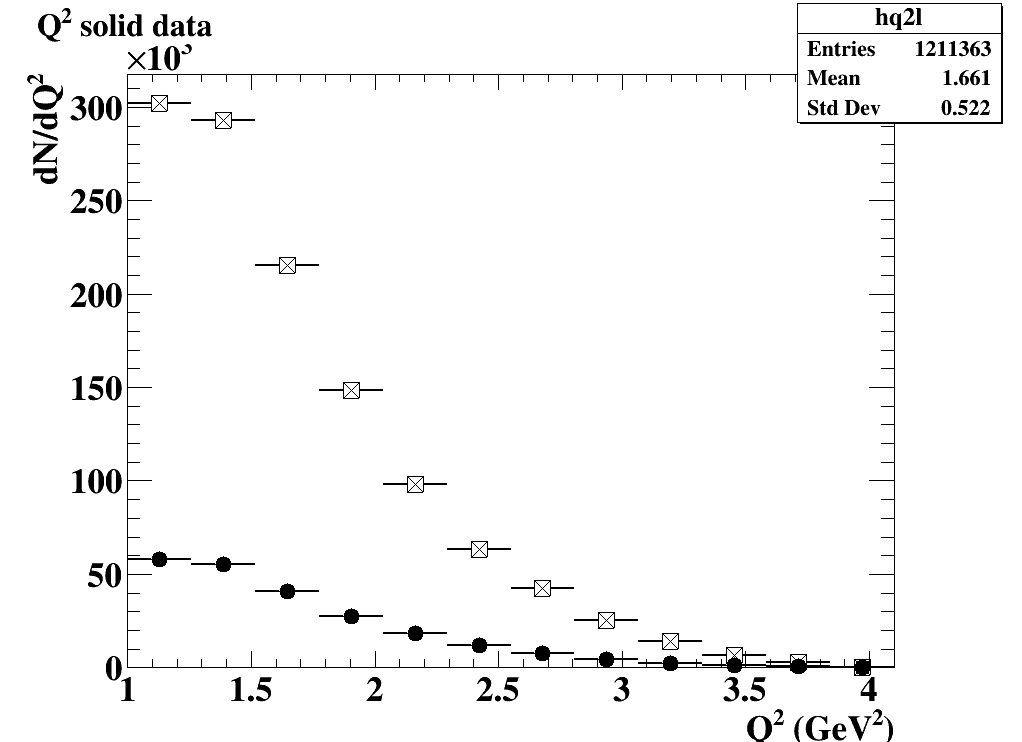 Q² solid data
×10³
hq2l
Entries 1211363
Mean 1.661
Std Dev 0.522
dN/dQ²
300
250
200
150
100
50
0
1 1.5 2 2.5 3 3.5 4
Q² (GeV²)